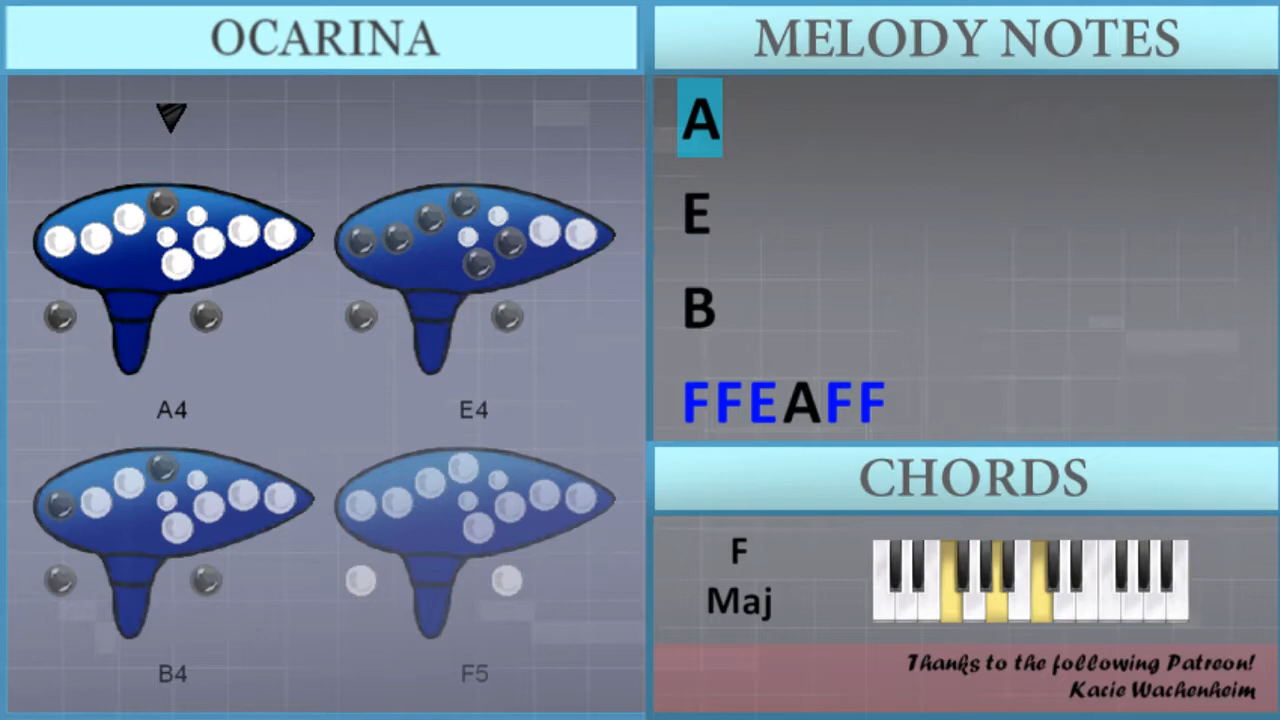 OCARINA
A4
E4
B4
F5
MELODY NOTES
A
E
B
FFEAFF
CHORDS
F
Maj
Thanks to the following Patreon!
Kacie Wachenheim